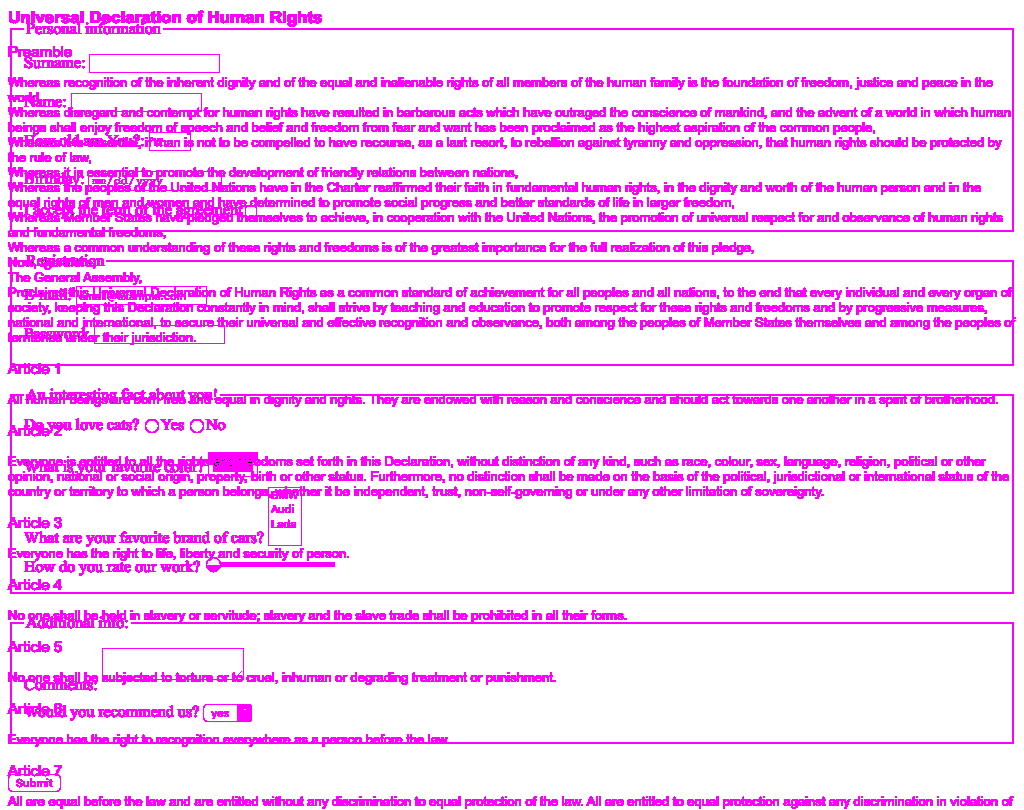 Universal Declaration of Human Rights
Personal information
Preamble
Surname:
Whereas recognition of the inherent dignity and of the equal and inalienable rights of all members of the human family is the foundation of freedom, justice and peace in the
Name:
Whereas disregard and contempt for human rights have resulted in barbarous acts which have outraged the conscience of mankind, and the advent of a world in which human
beings shall enjoy freedom of speech and belief and freedom from fear and want has been proclaimed as the highest aspiration of the common people,
man is not to be compelled to have recourse, as a last resort, to rebellion against tyranny and oppression, that human rights should be protected by
the rule of law,
Whereas it is essential to promote the development of friendly relations between nations,
Birthday: mm/dd/yyyy
Whereas the peoples of the United Nations have in the Charter reaffirmed their faith in fundamental human rights, in the dignity and worth of the human person and in the
equal rights of men and women and have determined to promote social progress and better standards of life in larger freedom,
I accept the term of the agreement
Whereas Member States have pledged themselves to achieve, in cooperation with the United Nations, the promotion of universal respect for and observance of human rights
and fundamental freedoms,
Whereas a common understanding of these rights and freedoms is of the greatest importance for the full realization of this pledge,
Registration
The General Assembly,
Proclaims this Universal Declaration of Human Rights as a common standard of achievement for all peoples and all nations, to the end that every individual and every organ of
society, keeping this Declaration constantly in mind, shall strive by teaching and education to promote respect for these rights and freedoms and by progressive measures,
national and international, to secure their universal and effective recognition and observance, both among the peoples of Member States themselves and among the peoples of
territories under their jurisdiction.
Article 1
An interesting fact about you!
All human beings are born free and equal in dignity and rights. They are endowed with reason and conscience and should act towards one another in a spirit of brotherhood.
Do you love cats? Yes No
Article 2
Everyone is entitled to all the rights and freedoms set forth in this Declaration, without distinction of any kind, such as race, colour, sex, language, religion, political or other
What is your favorite color?
opinion, national or social origin, property, birth or other status. Furthermore, no distinction shall be made on the basis of the political, jurisdictional or international status of the
country or territory to which a person belongs, whether it be independent, trust, non-self-governing or under any other limitation of sovereignty.
Audi
Lada
Article 3
What are your favorite brand of cars?
Everyone has the right to life, liberty and security of person.
How do you rate our work?
Article 4
No one shall be held in slavery or servitude; slavery and the slave trade shall be prohibited in all their forms.
Additional info:
Article 5
No one shall be subjected to torture or to cruel, inhuman or degrading treatment or punishment.
Comments:
Article 6
Would you recommend us? yes
Everyone has the right to recognition everywhere as a person before the law.
Article 7
Submit
All are equal before the law and are entitled without any discrimination to equal protection of the law. All are entitled to equal protection against any discrimination in violation of